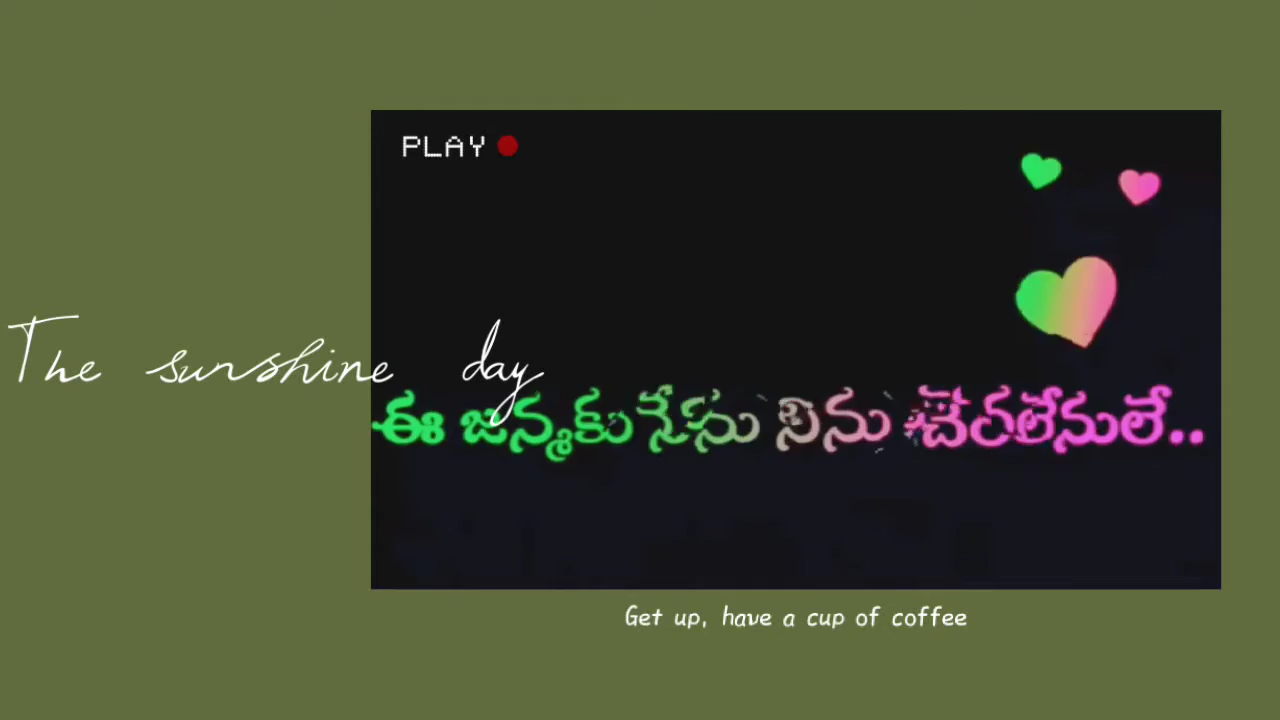 PLAY
The sunshine day
ఈ జన్మకు నేను నిను చేరలేనులే..
Get up, have a cup of coffee